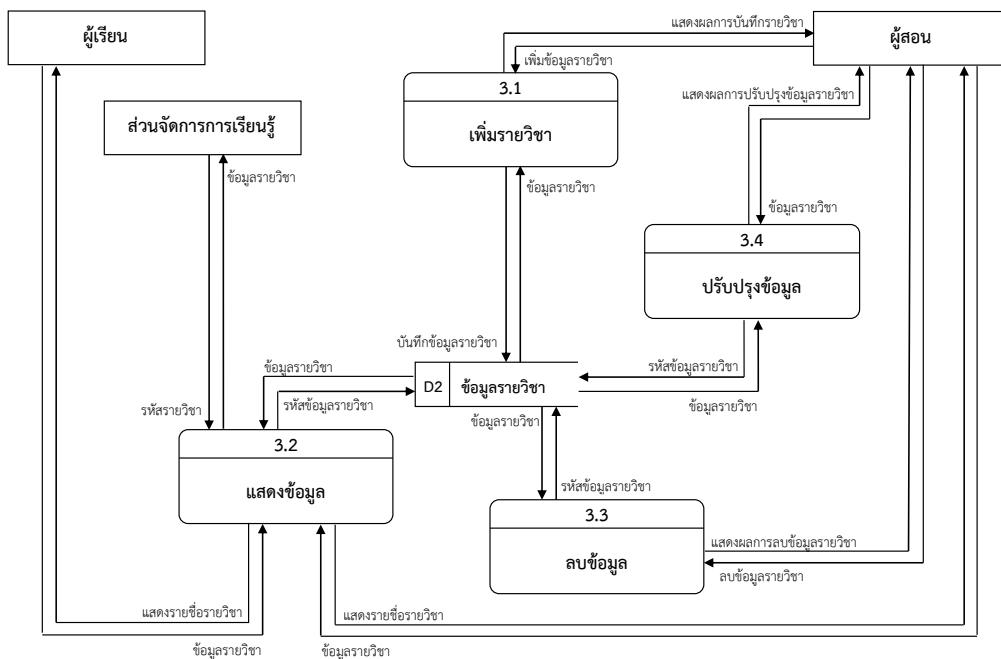 แสดงผลการบันทึกรายวิชา
ผู้เรียน
ผู้สอน
เพิ่มข้อมูลรายวิชา
3.1
เพิ่มรายวิชา
แสดงผลการปรับปรุงข้อมูลรายวิชา
ส่วนจัดการการเรียนรู้
ข้อมูลรายวิชา
ข้อมูลรายวิชา
ข้อมูลรายวิชา
3.4
ปรับปรุงข้อมูล
บันทึกข้อมูลรายวิชา
ข้อมูลรายวิชา
รหัสข้อมูลรายวิชา
D2
ข้อมูลรายวิชา
รหัสข้อมูลรายวิชา
ข้อมูลรายวิชา
รหัสรายวิชา
ข้อมูลรายวิชา
3.2
แสดงข้อมูล
รหัสข้อมูลรายวิชา
3.3
ลบข้อมูล
แสดงผลการลบข้อมูลรายวิชา
ลบข้อมูลรายวิชา
แสดงรายชื่อรายวิชา
แสดงรายชื่อรายวิชา
ข้อมูลรายวิชา
ข้อมูลรายวิชา